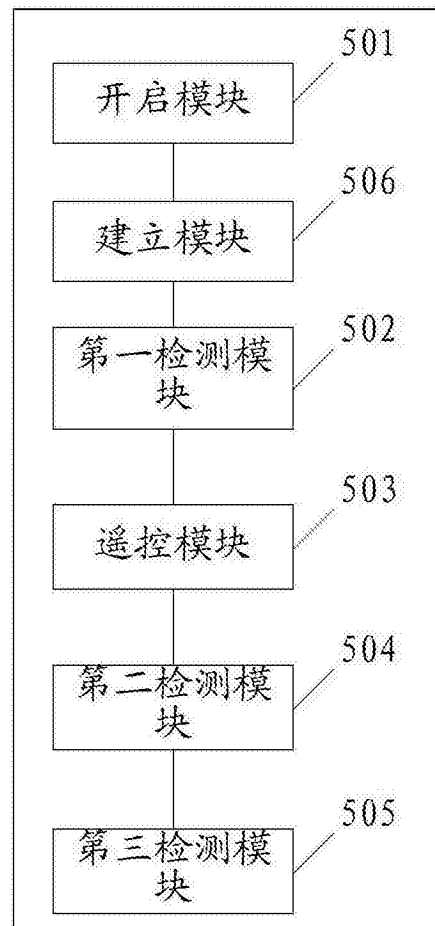 501
开启模块
506
建立模块
502
第一检测模
块
503
遥控模块
504
第二检测模
块
505
第三检测模
块